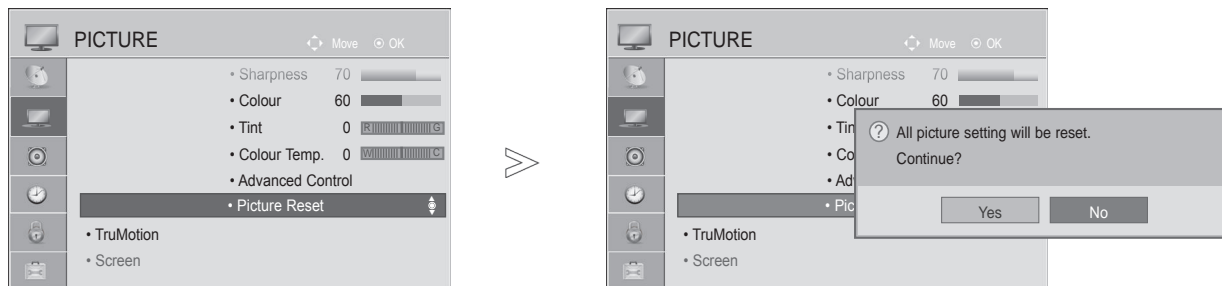 PICTURE
Move OK
• Sharpness 70
• Colour 60
• Tint 0 R G
• Colour Temp. 0 W C
• Advanced Control
• Picture Reset
• TruMotion
• Screen
PICTURE
Move OK
• Sharpness 70
• Colour 60
• Tin
• Co
• Ad
• Pic
• TruMotion
• Screen
? All picture setting will be reset.
Continue?
Yes No